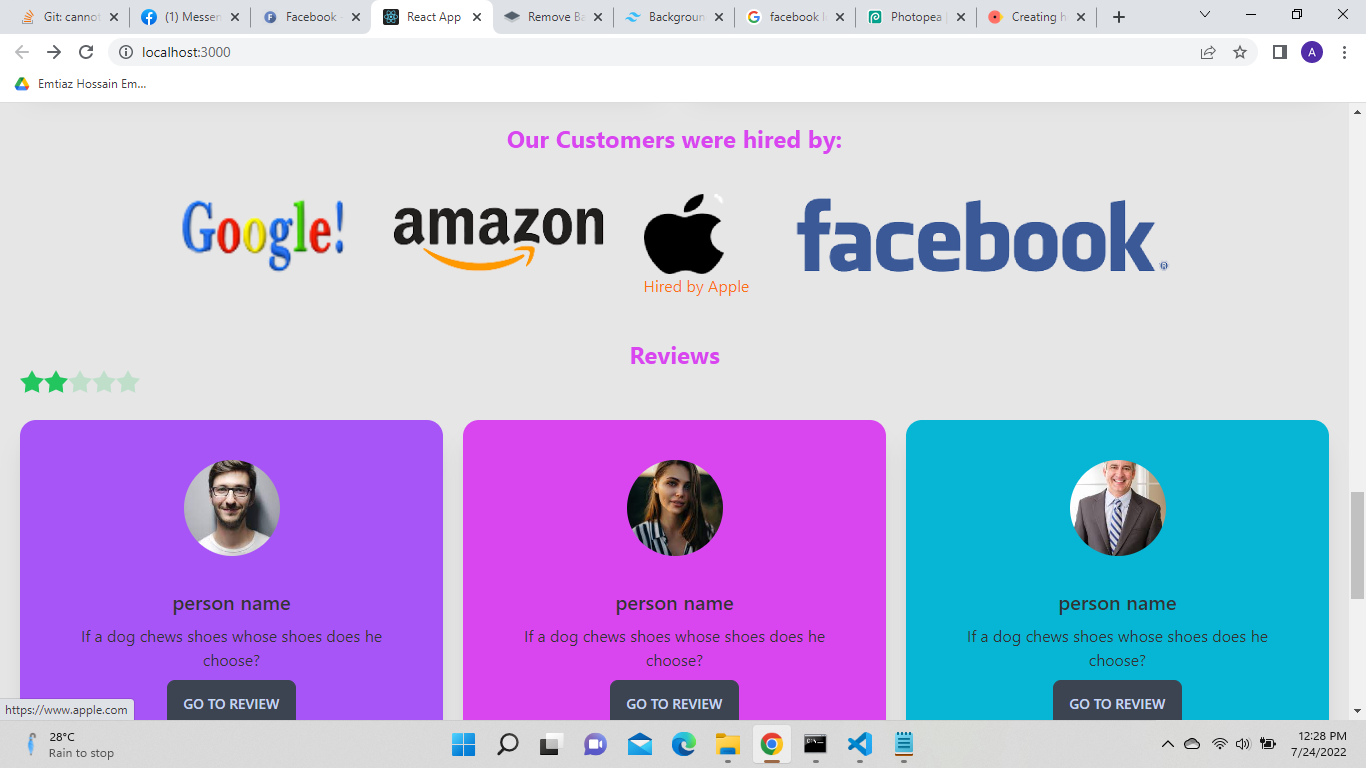 Git: cannot
(1) Messen
Facebook
React App
Remove Ba
Backgroun
facebook l
Photopea
Creating h
localhost:3000
A
Emtiaz Hossain Em...
Our Customers were hired by:
Google!
amazon
facebook®
Hired by Apple
Reviews
person name
If a dog chews shoes whose shoes does he
choose?
GO TO REVIEW
person name
If a dog chews shoes whose shoes does he
choose?
GO TO REVIEW
person name
If a dog chews shoes whose shoes does he
choose?
GO TO REVIEW
https://www.apple.com
28°C
Rain to stop
12:28 PM
7/24/2022